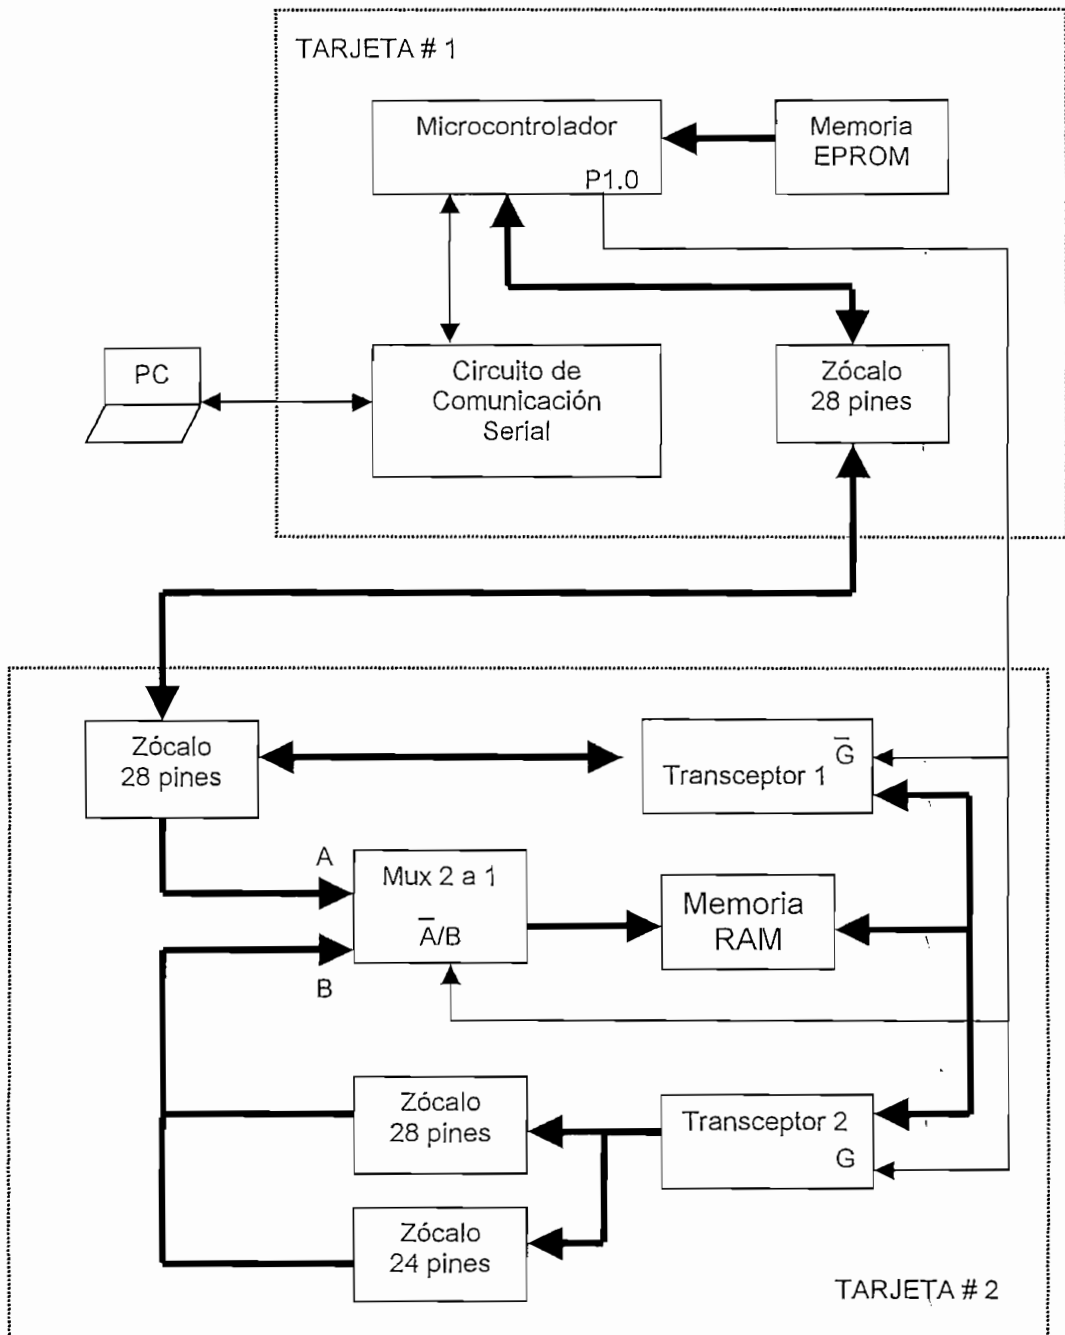 TARJETA # 1
Microcontrolador
P1.0
Memoria
EPROM
PC
Circuito de
Comunicación
Serial
Zócalo
28 pines
Zócalo
28 pines
G̅
Transceptor 1
A
Mux 2 a 1
A̅/B
B
Memoria
RAM
Zócalo
28 pines
Transceptor 2
G
Zócalo
24 pines
TARJETA # 2